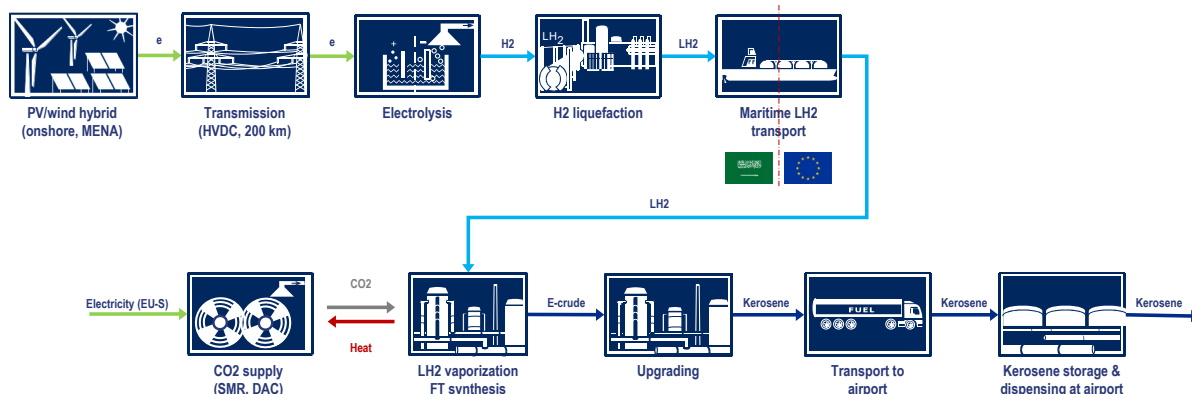 e
e
H2
LH2
LH2
PV/wind hybrid
(onshore, MENA)
Transmission
(HVDC, 200 km)
Electrolysis
H2 liquefaction
Maritime LH2
transport
LH2
Electricity (EU-S)
CO2
Heat
E-crude
Kerosene
FUEL
Kerosene
Kerosene
CO2 supply
(SMR, DAC)
LH2 vaporization
FT synthesis
Upgrading
Transport to
airport
Kerosene storage &
dispensing at airport